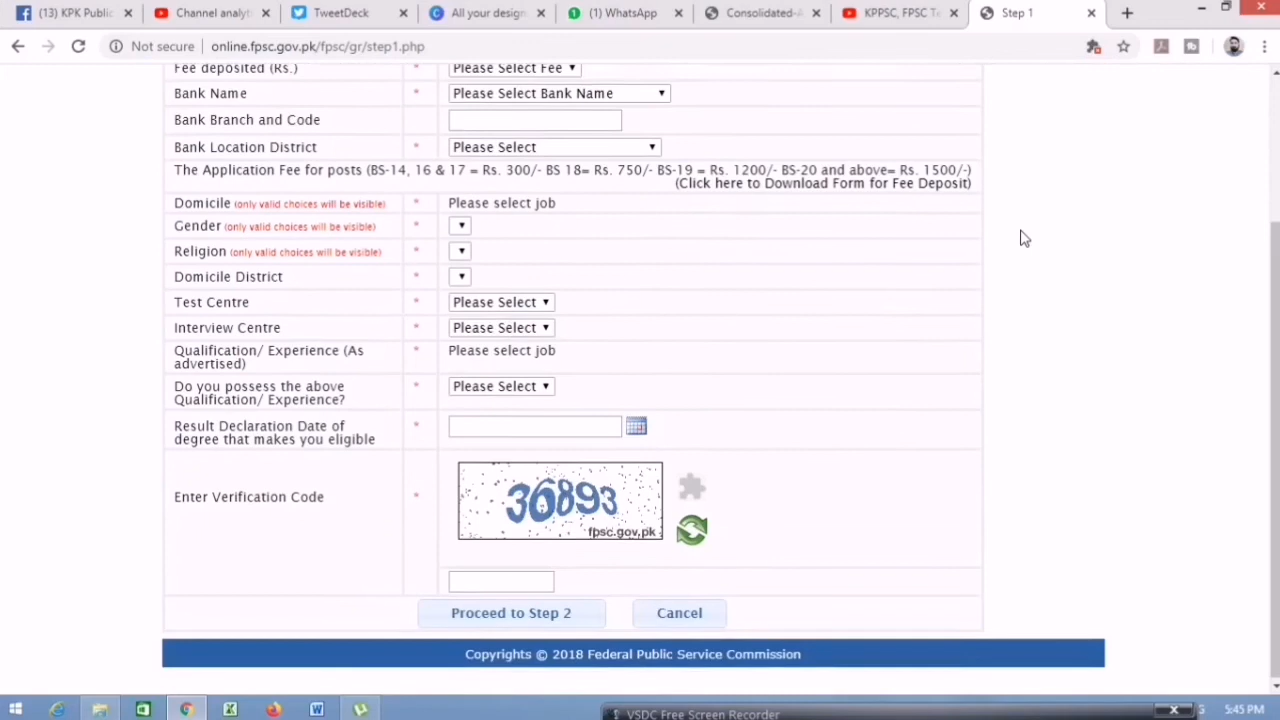 (13) KPK Public
Channel analyt
TweetDeck
All your design
(1) WhatsApp
Consolidated-
KPPSC, FPSC Te
Step 1
Not secure
online.fpsc.gov.pk/fpsc/gr/step1.php
Fee deposited (Rs.) * Please Select Fee
Bank Name * Please Select Bank Name
Bank Branch and Code *
Bank Location District * Please Select
The Application Fee for posts (BS-14, 16 & 17 = Rs. 300/- BS 18= Rs. 750/- BS-19 = Rs. 1200/- BS-20 and above= Rs. 1500/-)
(Click here to Download Form for Fee Deposit)
Domicile (only valid choices will be visible) * Please select job
Gender (only valid choices will be visible) *
Religion (only valid choices will be visible) *
Domicile District *
Test Centre * Please Select
Interview Centre * Please Select
Qualification/ Experience (As
advertised) * Please select job
Do you possess the above
Qualification/ Experience? * Please Select
Result Declaration Date of
degree that makes you eligible *
Enter Verification Code *
36893
fpsc.gov.pk
Proceed to Step 2
Cancel
Copyrights © 2018 Federal Public Service Commission
VSDC Free Screen Recorder
5:45 PM